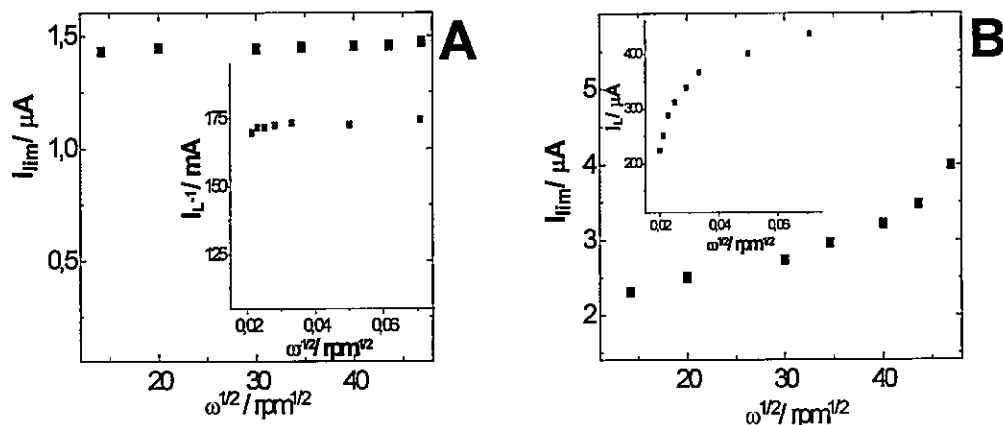 A
1,5
1,0
0,5
I_lim/ μA
175
150
125
I_L⁻¹/ mA
0,02 0,04 0,06
ω^1/2/ rpm^1/2
20 30 40
ω^1/2/ rpm^1/2
B
5
4
3
2
I_lim/ μA
400
300
200
I_L/ μA
0,02 0,04 0,06
ω^1/2/ rpm^1/2
20 30 40
ω^1/2/ rpm^1/2